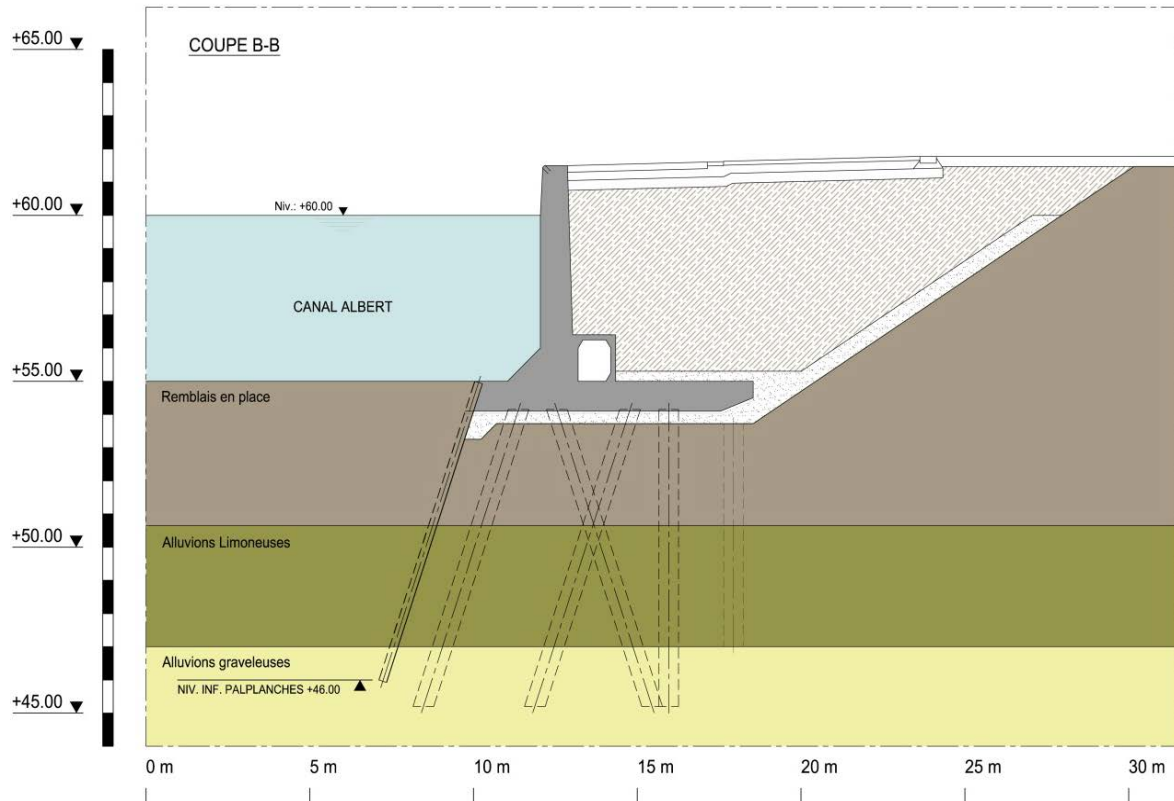 +65.00
COUPE B-B
+60.00
Niv.: +60.00
CANAL ALBERT
+55.00
Remblais en place
+50.00
Alluvions Limoneuses
Alluvions graveleuses
NIV. INF. PALPLANCHES +46.00
+45.00
0 m 5 m 10 m 15 m 20 m 25 m 30 m